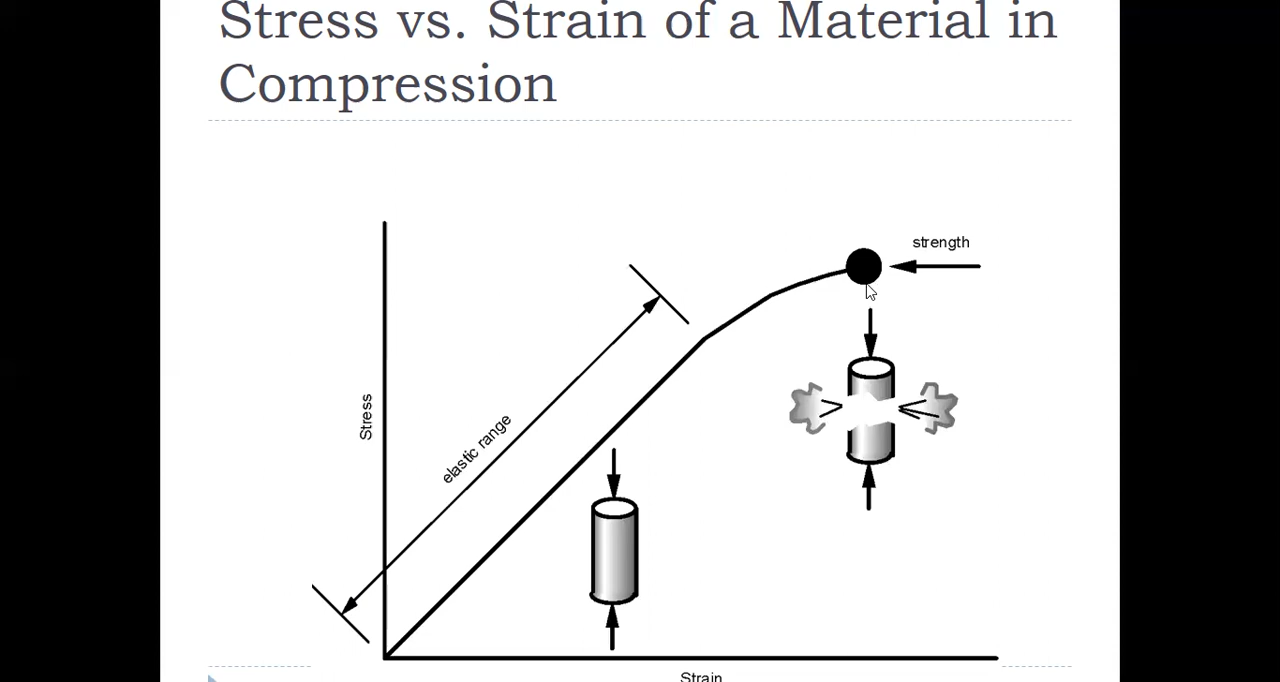 Stress vs. Strain of a Material in
Compression
strength
elastic range
Stress
Strain